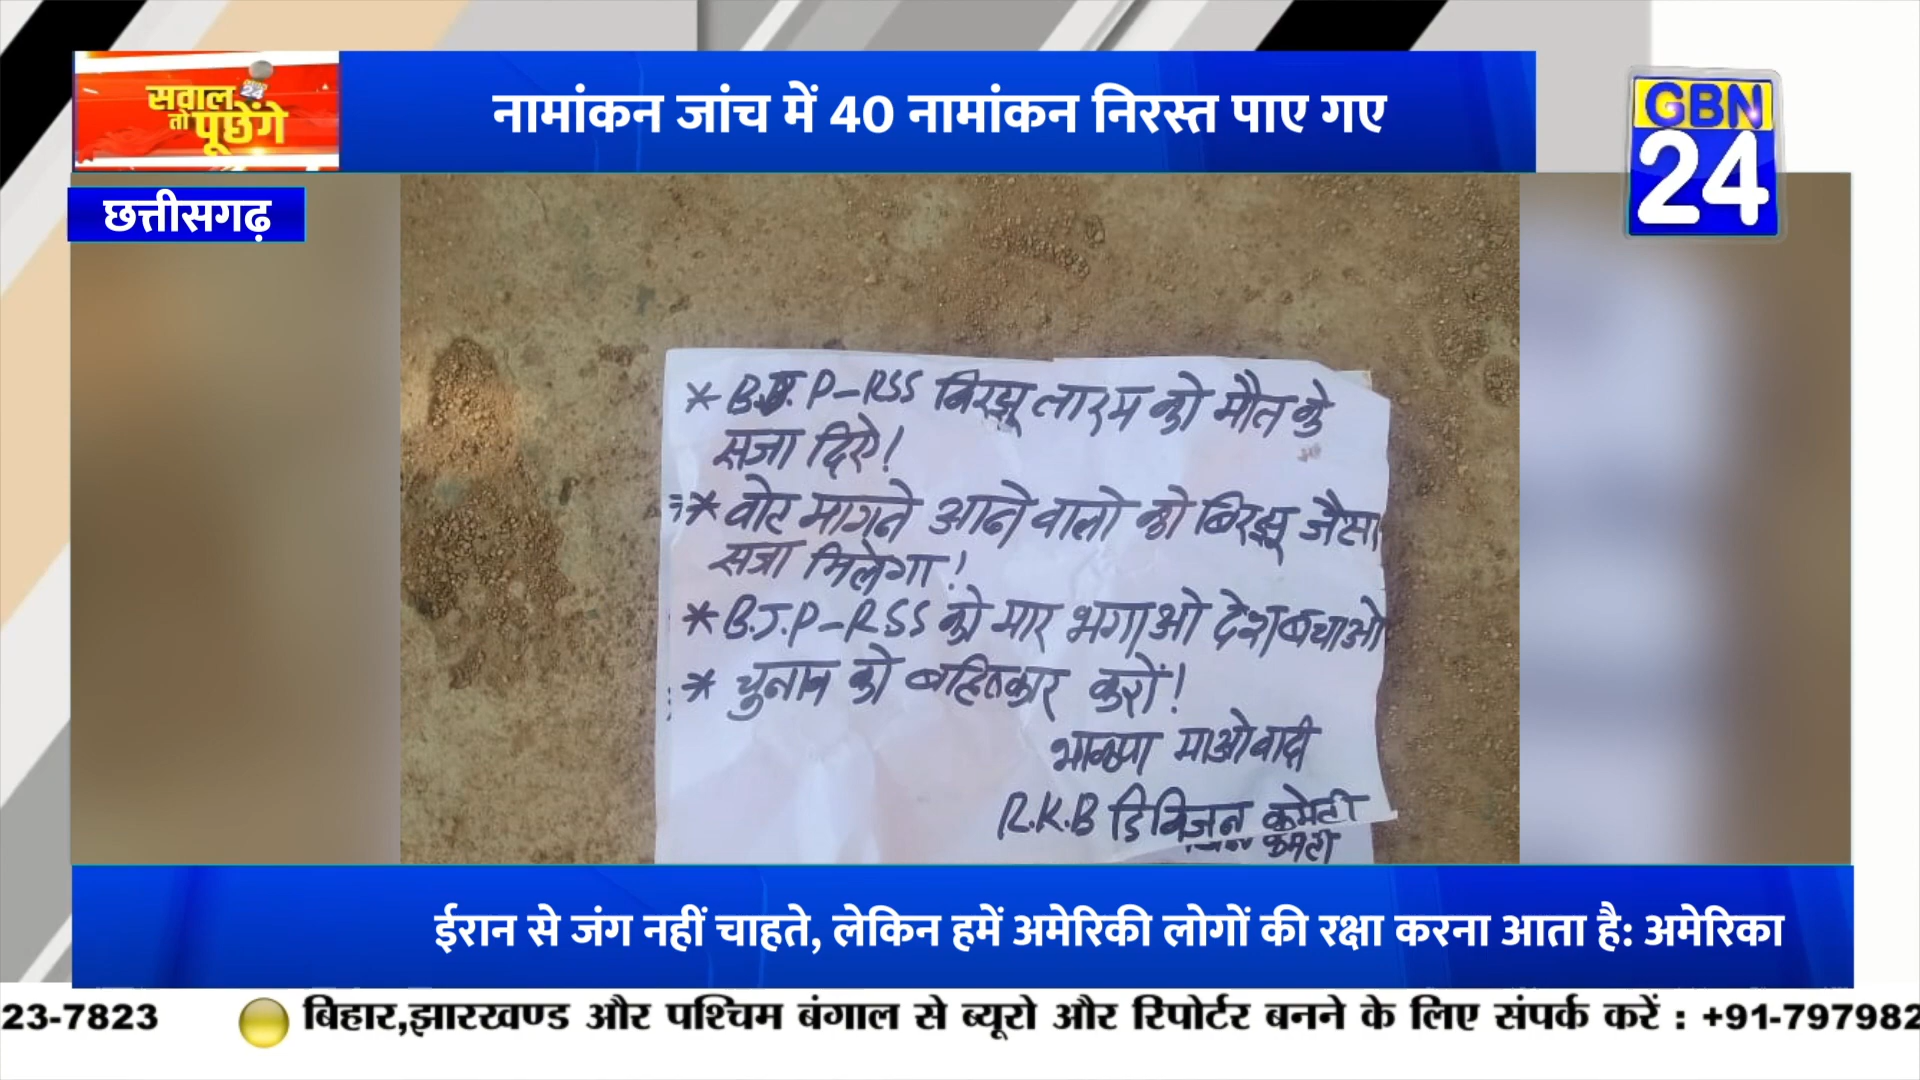 सवाल
तो पूछेंगे
24
नामांकन जांच में 40 नामांकन निरस्त पाए गए
GBN
24
छत्तीसगढ़
* B.J.P-RSS बिरझू तारम को मौत के
सजा दिऐ!
* वोट मागने आने वालो को बिरझू जैसा
सजा मिलेगा!
* B.J.P-RSS को मार भगाओ देश बचाओ
* चुनाव को बहिष्कार करों!
भाकपा माओवादी
R.K.B डिविजन कमेटी
कमेटी
ईरान से जंग नहीं चाहते, लेकिन हमें अमेरिकी लोगों की रक्षा करना आता है: अमेरिका
23-7823 बिहार,झारखण्ड और पश्चिम बंगाल से ब्यूरो और रिपोर्टर बनने के लिए संपर्क करें : +91-797982